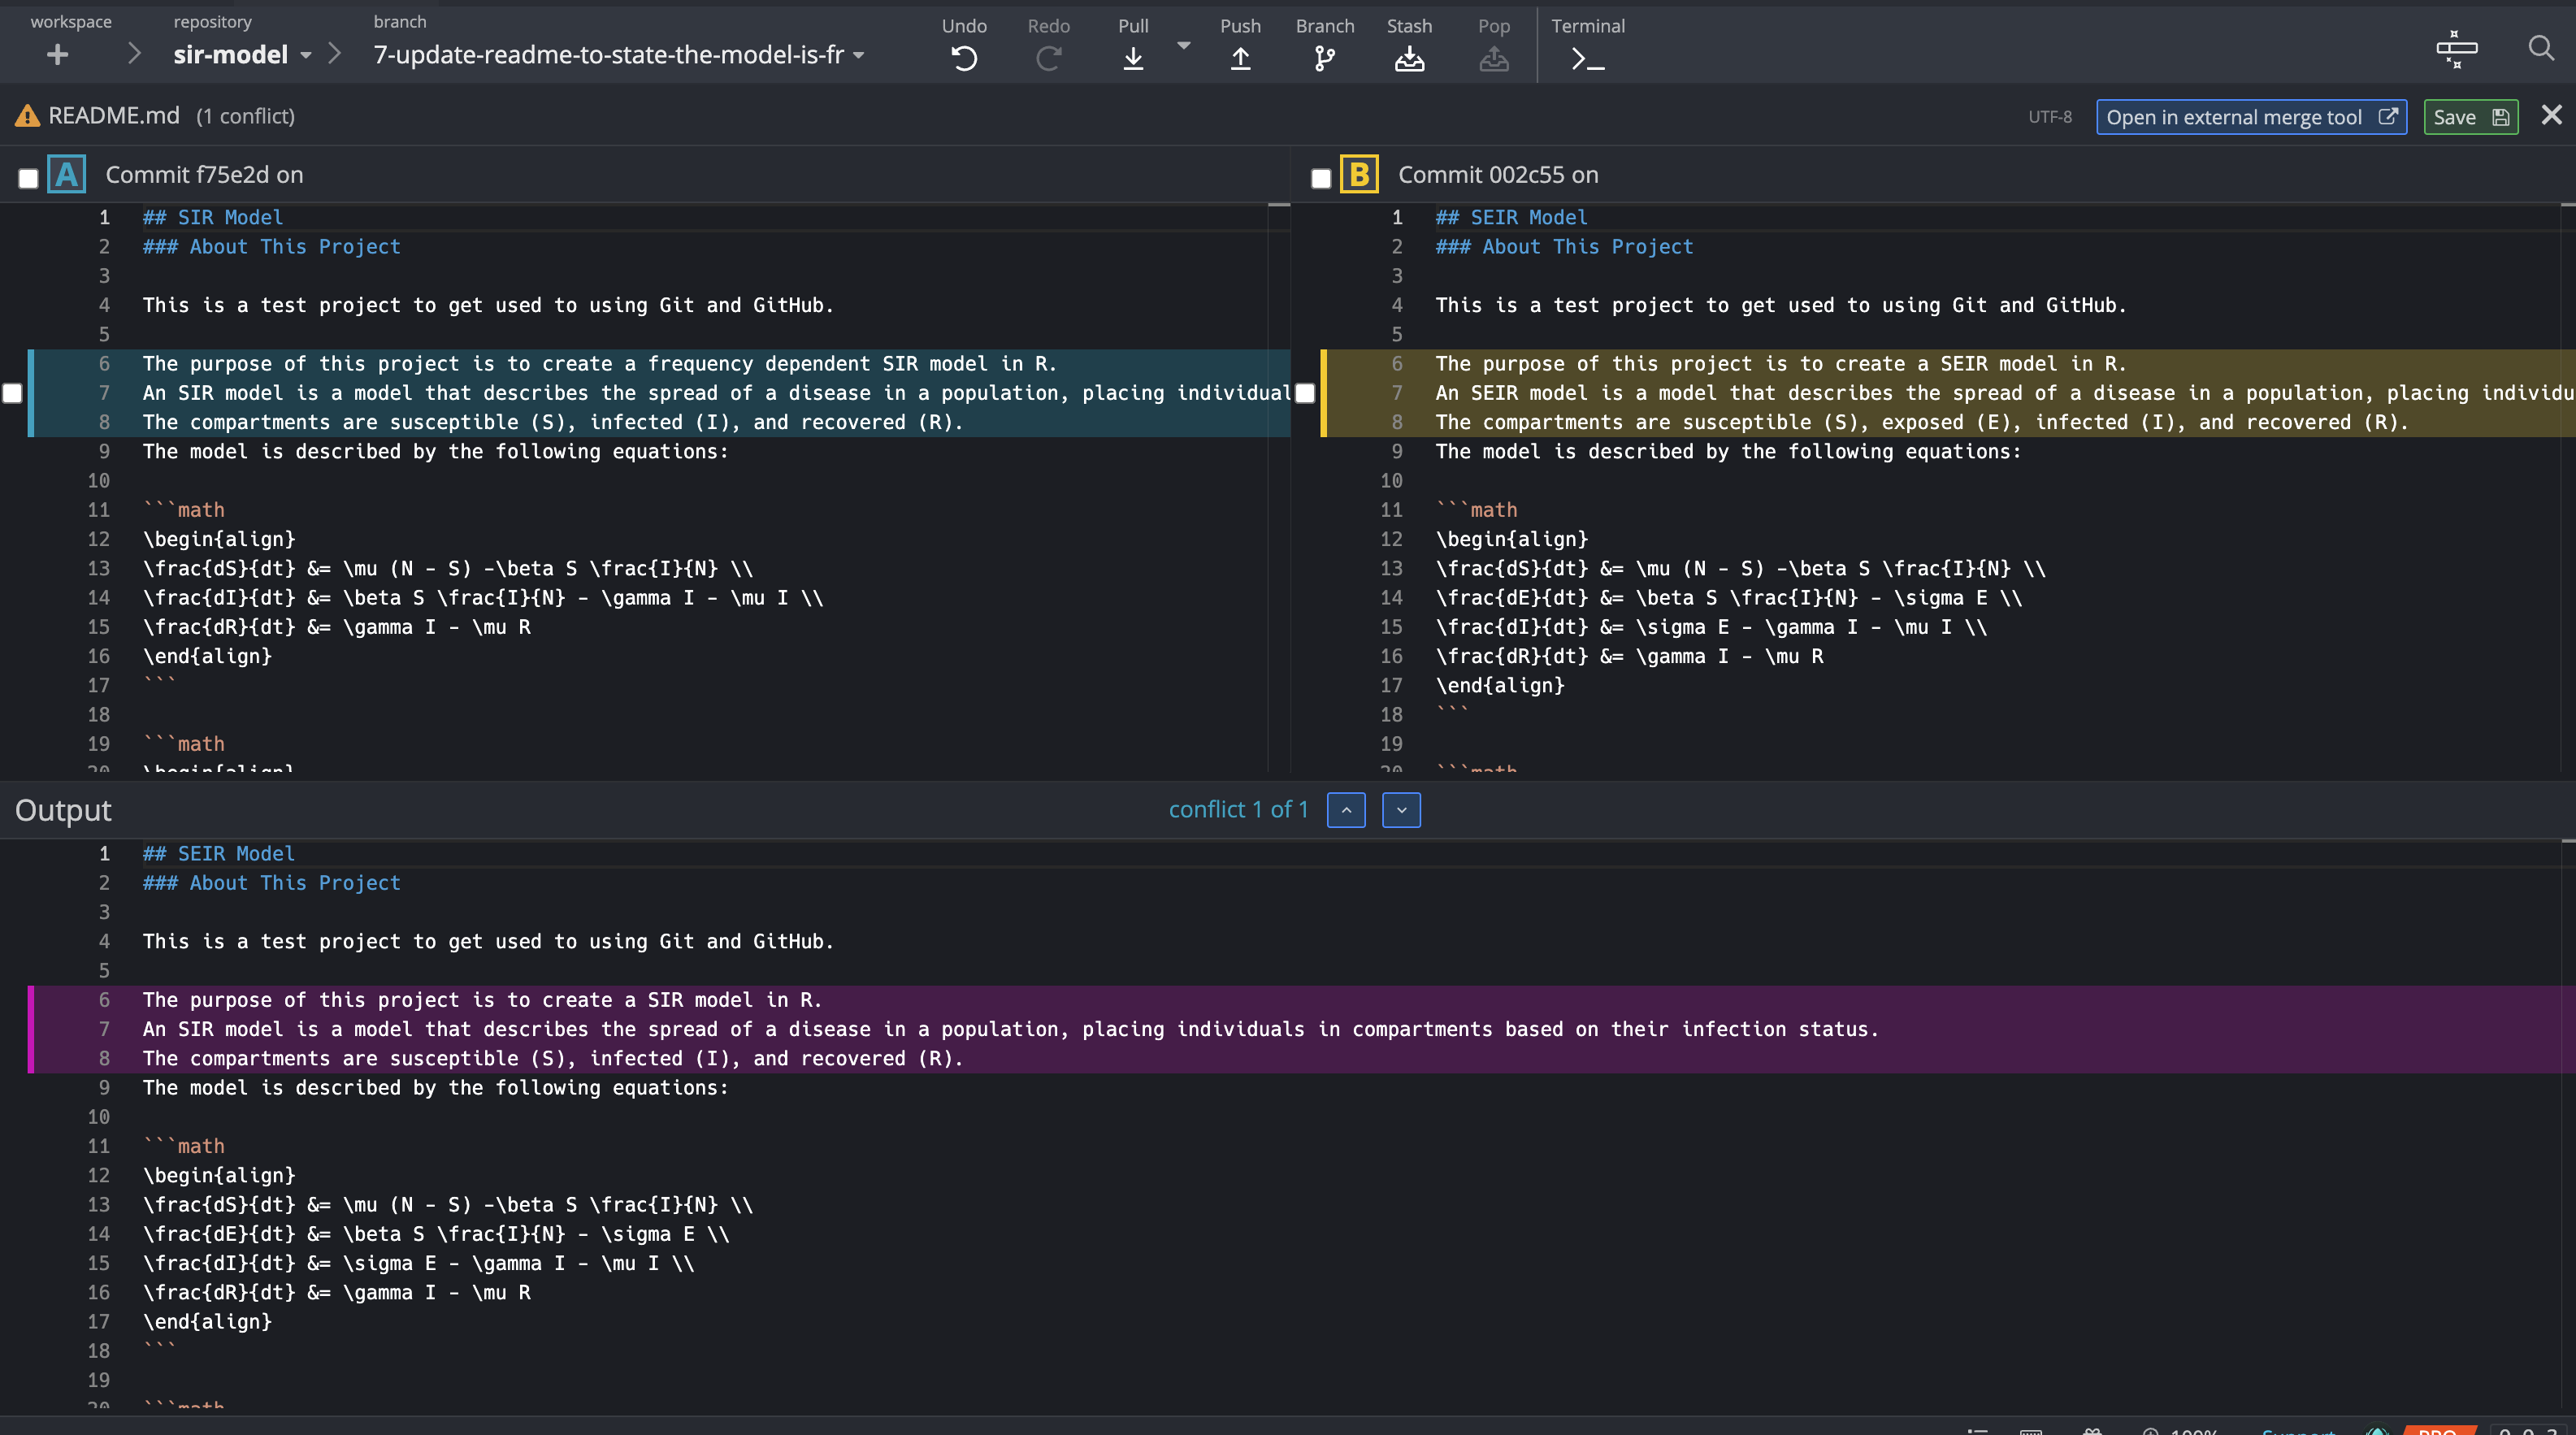 workspace
repository
branch
sir-model
7-update-readme-to-state-the-model-is-fr
Undo
Redo
Pull
Push
Branch
Stash
Pop
Terminal
README.md (1 conflict)
UTF-8
Open in external merge tool
Save
A Commit f75e2d on
1 ## SIR Model
2 ### About This Project
3
4 This is a test project to get used to using Git and GitHub.
5
6 The purpose of this project is to create a frequency dependent SIR model in R.
7 An SIR model is a model that describes the spread of a disease in a population, placing individual
8 The compartments are susceptible (S), infected (I), and recovered (R).
9 The model is described by the following equations:
10
11 ```math
12 \begin{align}
13 \frac{dS}{dt} &= \mu (N - S) -\beta S \frac{I}{N} \\
14 \frac{dI}{dt} &= \beta S \frac{I}{N} - \gamma I - \mu I \\
15 \frac{dR}{dt} &= \gamma I - \mu R
16 \end{align}
17 ```
18
19 ```math
20 \begin{align}
B Commit 002c55 on
1 ## SEIR Model
2 ### About This Project
3
4 This is a test project to get used to using Git and GitHub.
5
6 The purpose of this project is to create a SEIR model in R.
7 An SEIR model is a model that describes the spread of a disease in a population, placing individu
8 The compartments are susceptible (S), exposed (E), infected (I), and recovered (R).
9 The model is described by the following equations:
10
11 ```math
12 \begin{align}
13 \frac{dS}{dt} &= \mu (N - S) -\beta S \frac{I}{N} \\
14 \frac{dE}{dt} &= \beta S \frac{I}{N} - \sigma E \\
15 \frac{dI}{dt} &= \sigma E - \gamma I - \mu I \\
16 \frac{dR}{dt} &= \gamma I - \mu R
17 \end{align}
18 ```
19
20 ```math
Output
conflict 1 of 1
1 ## SEIR Model
2 ### About This Project
3
4 This is a test project to get used to using Git and GitHub.
5
6 The purpose of this project is to create a SIR model in R.
7 An SIR model is a model that describes the spread of a disease in a population, placing individuals in compartments based on their infection status.
8 The compartments are susceptible (S), infected (I), and recovered (R).
9 The model is described by the following equations:
10
11 ```math
12 \begin{align}
13 \frac{dS}{dt} &= \mu (N - S) -\beta S \frac{I}{N} \\
14 \frac{dE}{dt} &= \beta S \frac{I}{N} - \sigma E \\
15 \frac{dI}{dt} &= \sigma E - \gamma I - \mu I \\
16 \frac{dR}{dt} &= \gamma I - \mu R
17 \end{align}
18 ```
19
20 ```math
100%
Support
PRO